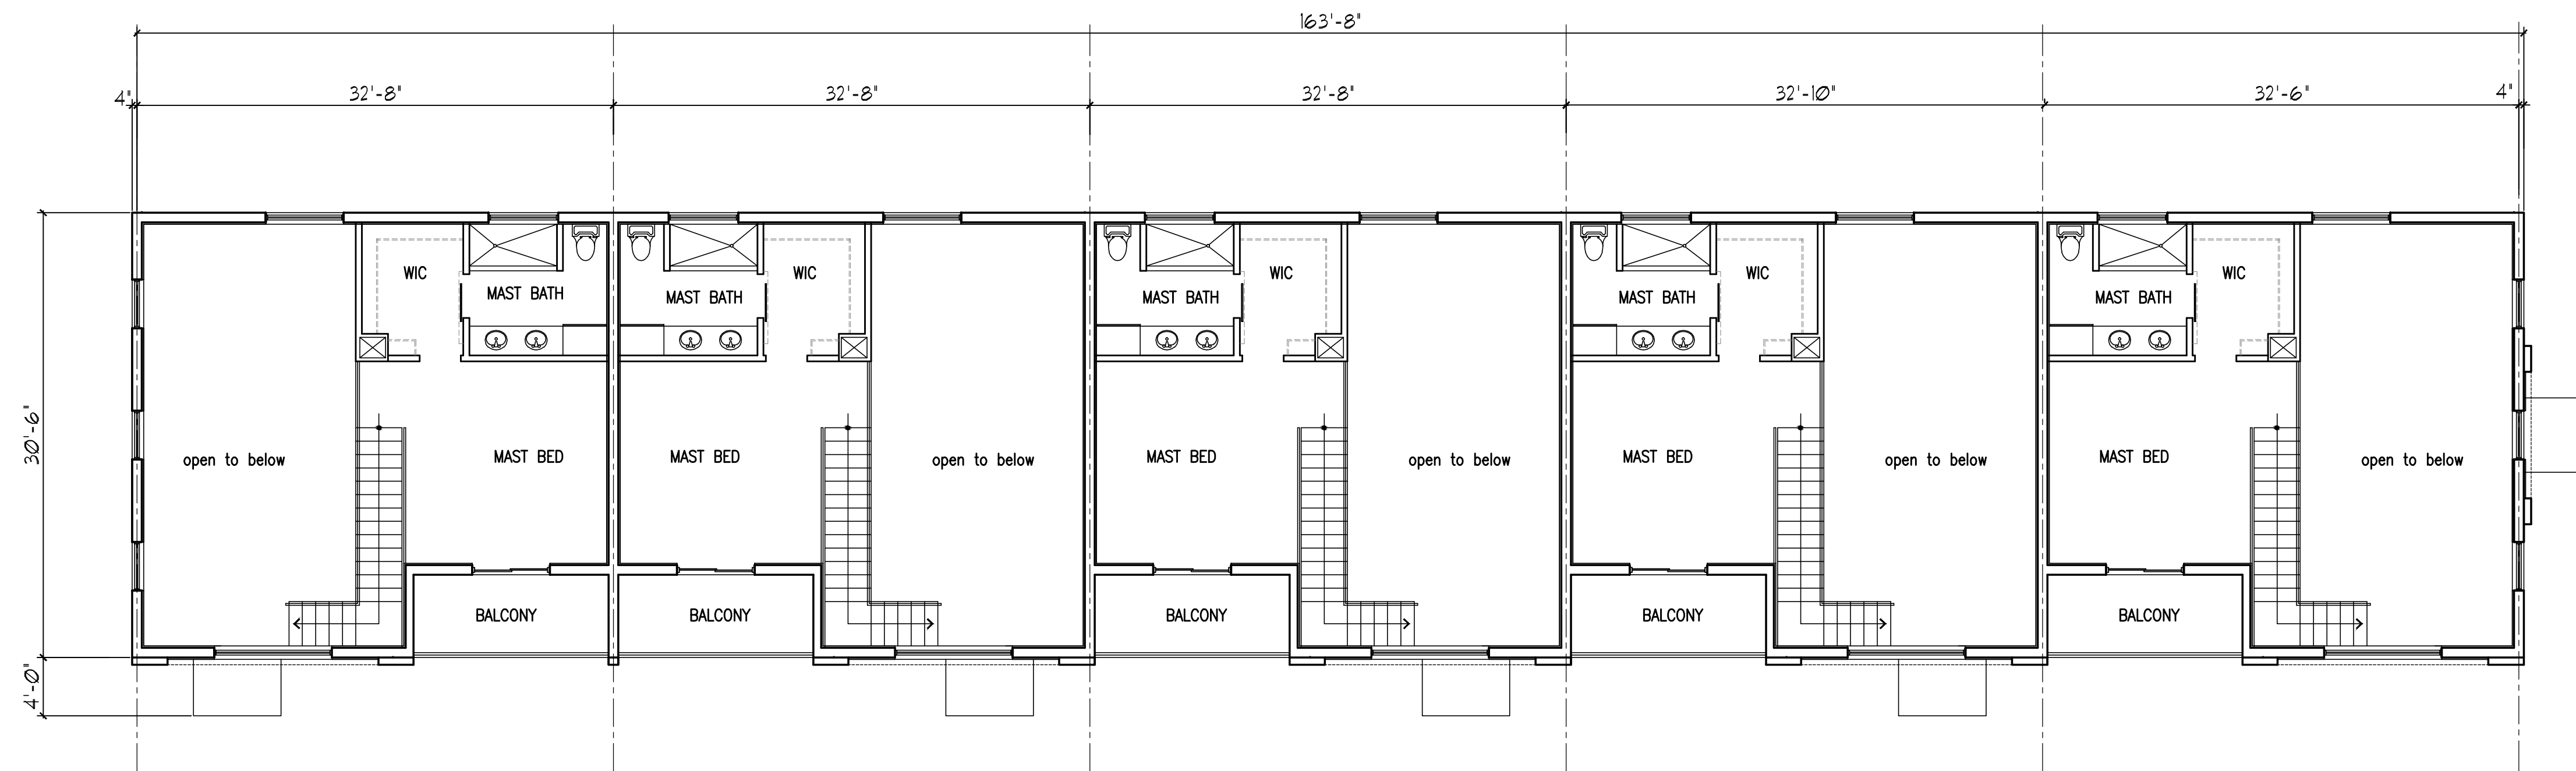 163'-8"
4" 32'-8" 32'-8" 32'-8" 32'-10" 32'-6" 4"
WIC MAST BATH MAST BATH WIC MAST BATH WIC MAST BATH WIC MAST BATH WIC
30'-6"
open to below MAST BED MAST BED open to below MAST BED open to below MAST BED open to below MAST BED open to below
BALCONY BALCONY BALCONY BALCONY BALCONY
4'-0"